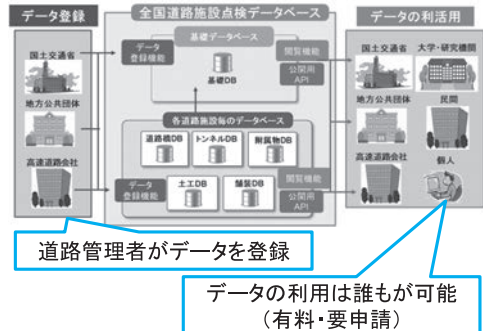 データ登録
国土交通省
地方公共団体
高速道路会社
全国道路施設点検データベース
基礎データベース
データ
登録機能
基礎DB
閲覧機能
公開用
API
各道路施設毎のデータベース
道路橋DB
トンネルDB
附属物DB
データ
登録機能
土工DB
舗装DB
閲覧機能
公開用
API
データの利活用
国土交通省
大学・研究機関
地方公共団体
民間
高速道路会社
個人
道路管理者がデータを登録
データの利用は誰もが可能
(有料・要申請)